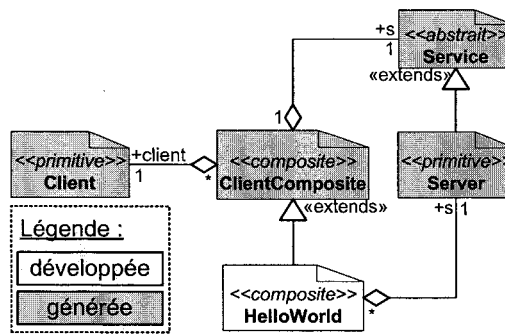 +s
1
<<abstrait>>
Service
«extends»
1
<<primitive>>
Client
+client
1
*
<<composite>>
ClientComposite
<<primitive>>
Server
«extends»
+s 1
Légende :
développée
générée
<<composite>>
HelloWorld
*